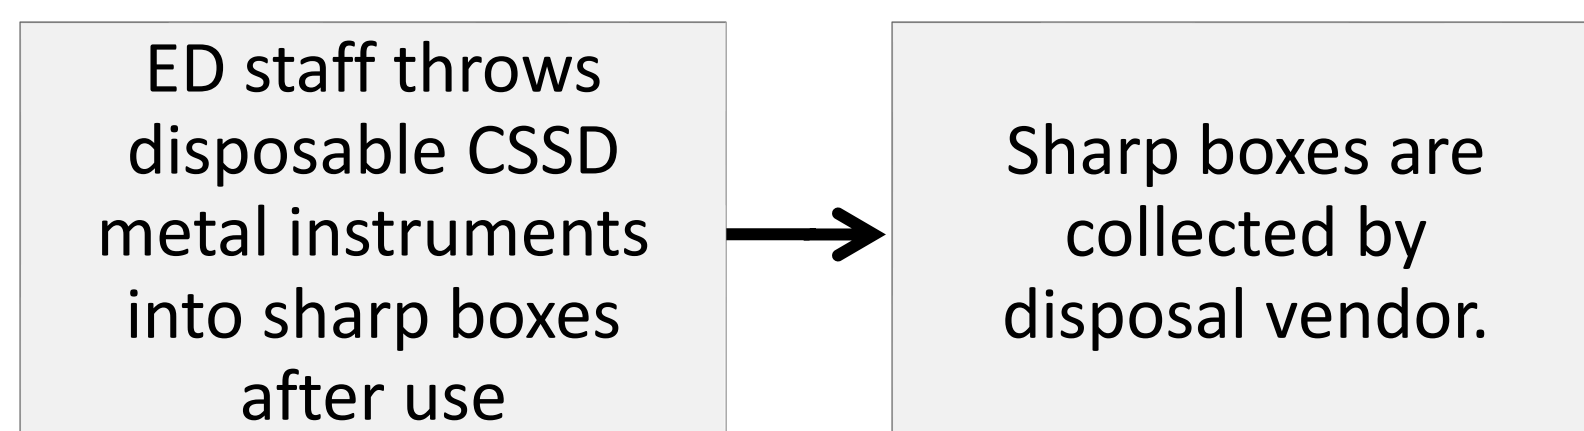 ED staff throws
disposable CSSD
metal instruments
into sharp boxes
after use
Sharp boxes are
collected by
disposal vendor.